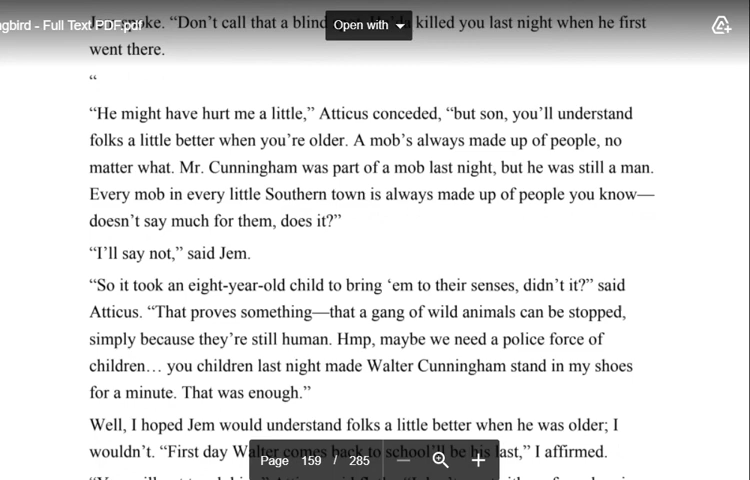 gbird - Full Text PDF.pdf
Open with
ke. “Don’t call that a blind killed you last night when he first
went there.
“
“He might have hurt me a little,” Atticus conceded, “but son, you’ll understand
folks a little better when you’re older. A mob’s always made up of people, no
matter what. Mr. Cunningham was part of a mob last night, but he was still a man.
Every mob in every little Southern town is always made up of people you know—
doesn’t say much for them, does it?”
“I’ll say not,” said Jem.
“So it took an eight-year-old child to bring ‘em to their senses, didn’t it?” said
Atticus. “That proves something—that a gang of wild animals can be stopped,
simply because they’re still human. Hmp, maybe we need a police force of
children… you children last night made Walter Cunningham stand in my shoes
for a minute. That was enough.”
Well, I hoped Jem would understand folks a little better when he was older; I
wouldn’t. “First day Walter comes back to school’ll be his last,” I affirmed.
Page 159 / 285